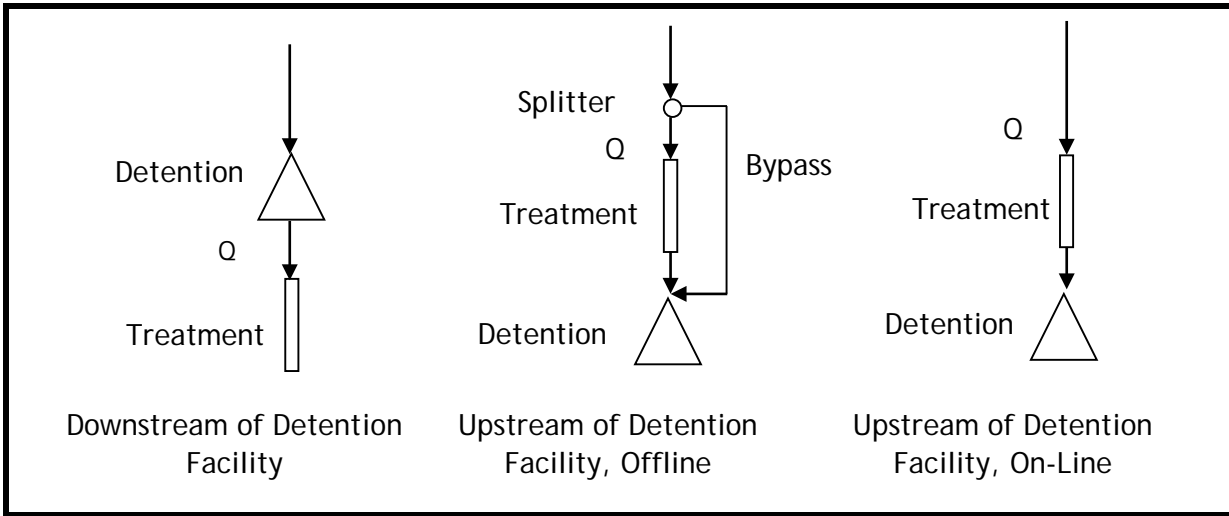 Detention
Q
Treatment
Downstream of Detention
Facility
Splitter
Q
Bypass
Treatment
Detention
Upstream of Detention
Facility, Offline
Q
Treatment
Detention
Upstream of Detention
Facility, On-Line